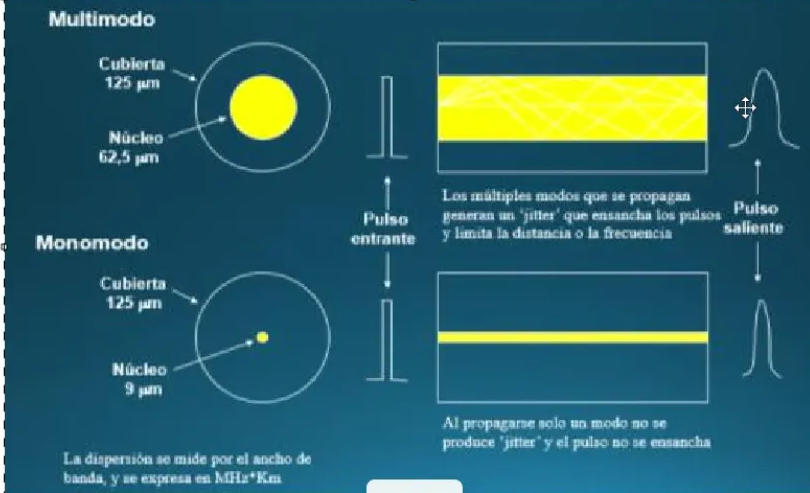 Multimodo
Cubierta
125 µm
Núcleo
62,5 µm
Los múltiples modos que se propagan
generan un 'jitter' que ensancha los pulsos
y limita la distancia o la frecuencia
Pulso
entrante
Pulso
saliente
Monomodo
Cubierta
125 µm
Núcleo
9 µm
Al propagarse solo un modo no se
produce 'jitter' y el pulso no se ensancha
La dispersión se mide por el ancho de
banda, y se expresa en MHz*Km